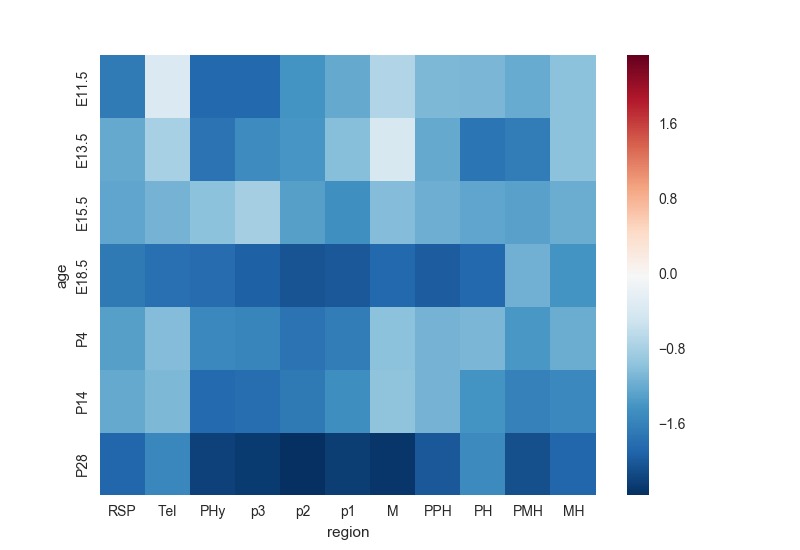 age
E11.5
E13.5
E15.5
E18.5
P4
P14
P28
RSP Tel PHy p3 p2 p1 M PPH PH PMH MH
region
1.6
0.8
0.0
−0.8
−1.6